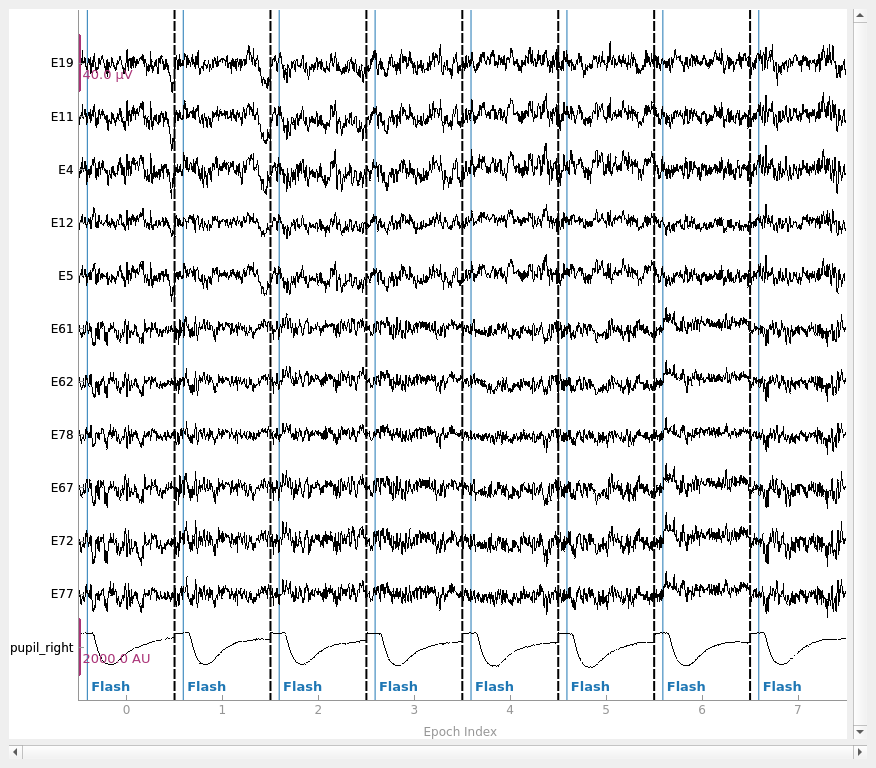 E19
40.0 µV
E11
E4
E12
E5
E61
E62
E78
E67
E72
E77
pupil_right
2000.0 AU
Flash Flash Flash Flash Flash Flash Flash Flash
0 1 2 3 4 5 6 7
Epoch Index